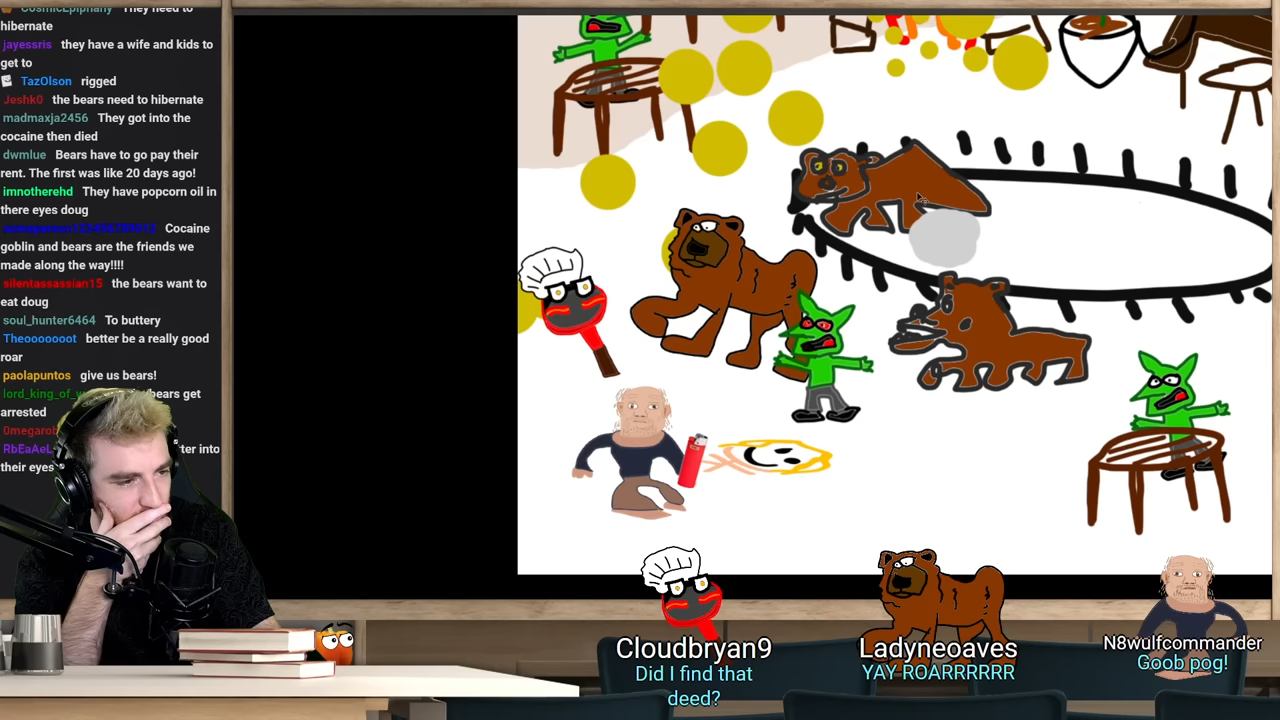 CosmicEpiphany They need to
hibernate
jayessris they have a wife and kids to
get to
TazOlson rigged
Jeshk0 the bears need to hibernate
madmaxja2456 They got into the
cocaine then died
dwmlue Bears have to go pay their
rent. The first was like 20 days ago!
imnotherehd They have popcorn oil in
there eyes doug
Cocaine
goblin and bears are the friends we
made along the way!!!!
silentassassian15 the bears want to
eat doug
soul_hunter6464 To buttery
Theooooooot better be a really good
roar
paolapuntos give us bears!
bears get
arrested
RbEaAeL ter into
their eyes
Cloudbryan9
Did I find that
deed?
Ladyneoaves
YAY ROARRRRRR
N8wulfcommander
Goob pog!